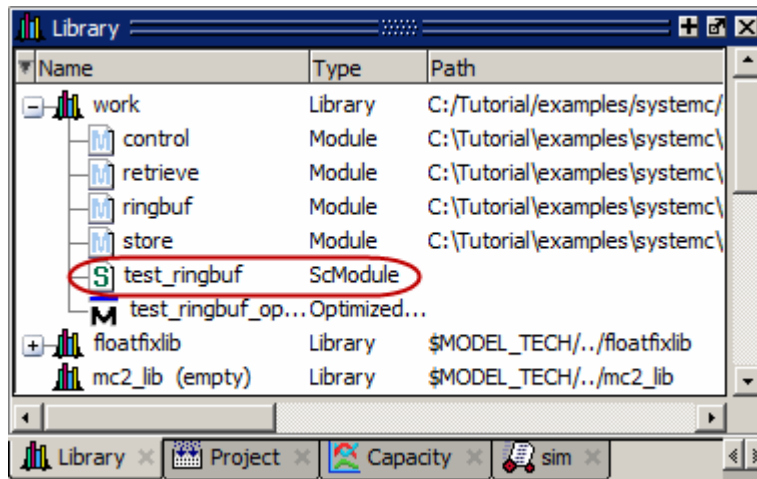 Library
Name Type Path
work Library C:/Tutorial/examples/systemc/
control Module C:\Tutorial\examples\systemc\
retrieve Module C:\Tutorial\examples\systemc\
ringbuf Module C:\Tutorial\examples\systemc\
store Module C:\Tutorial\examples\systemc\
test_ringbuf ScModule
test_ringbuf_op... Optimized...
floatfixlib Library $MODEL_TECH/../floatfixlib
mc2_lib (empty) Library $MODEL_TECH/../mc2_lib
Library Project Capacity sim